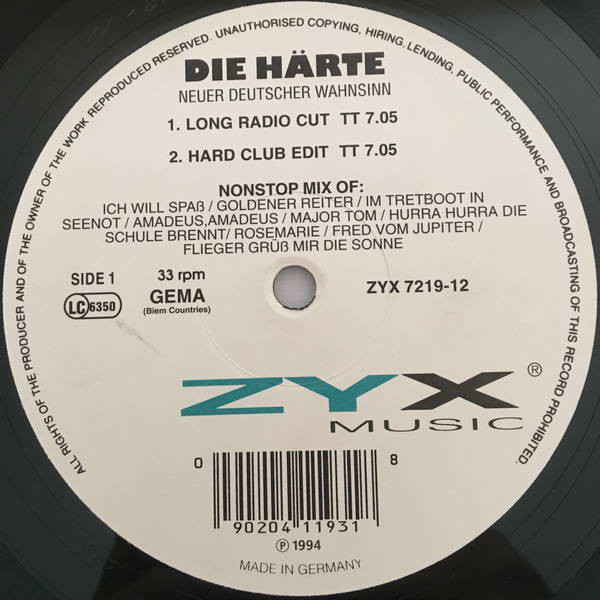 ALL RIGHTS OF THE PRODUCER AND OF THE OWNER OF THE WORK REPRODUCED RESERVED. UNAUTHORISED COPYING, HIRING, LENDING, PUBLIC PERFORMANCE AND BROADCASTING OF THIS RECORD PROHIBITED.
DIE HÄRTE
NEUER DEUTSCHER WAHNSINN
1. LONG RADIO CUT TT 7.05
2. HARD CLUB EDIT TT 7.05
NONSTOP MIX OF:
ICH WILL SPAß / GOLDENER REITER / IM TRETBOOT IN
SEENOT / AMADEUS,AMADEUS / MAJOR TOM / HURRA HURRA DIE
SCHULE BRENNT/ ROSEMARIE / FRED VOM JUPITER /
FLIEGER GRÜß MIR DIE SONNE
SIDE 1 33 rpm
LC 6350 GEMA ZYX 7219-12
(Biem Countries)
ZYX ®
MUSIC
0 8
90204 11931
℗ 1994
MADE IN GERMANY